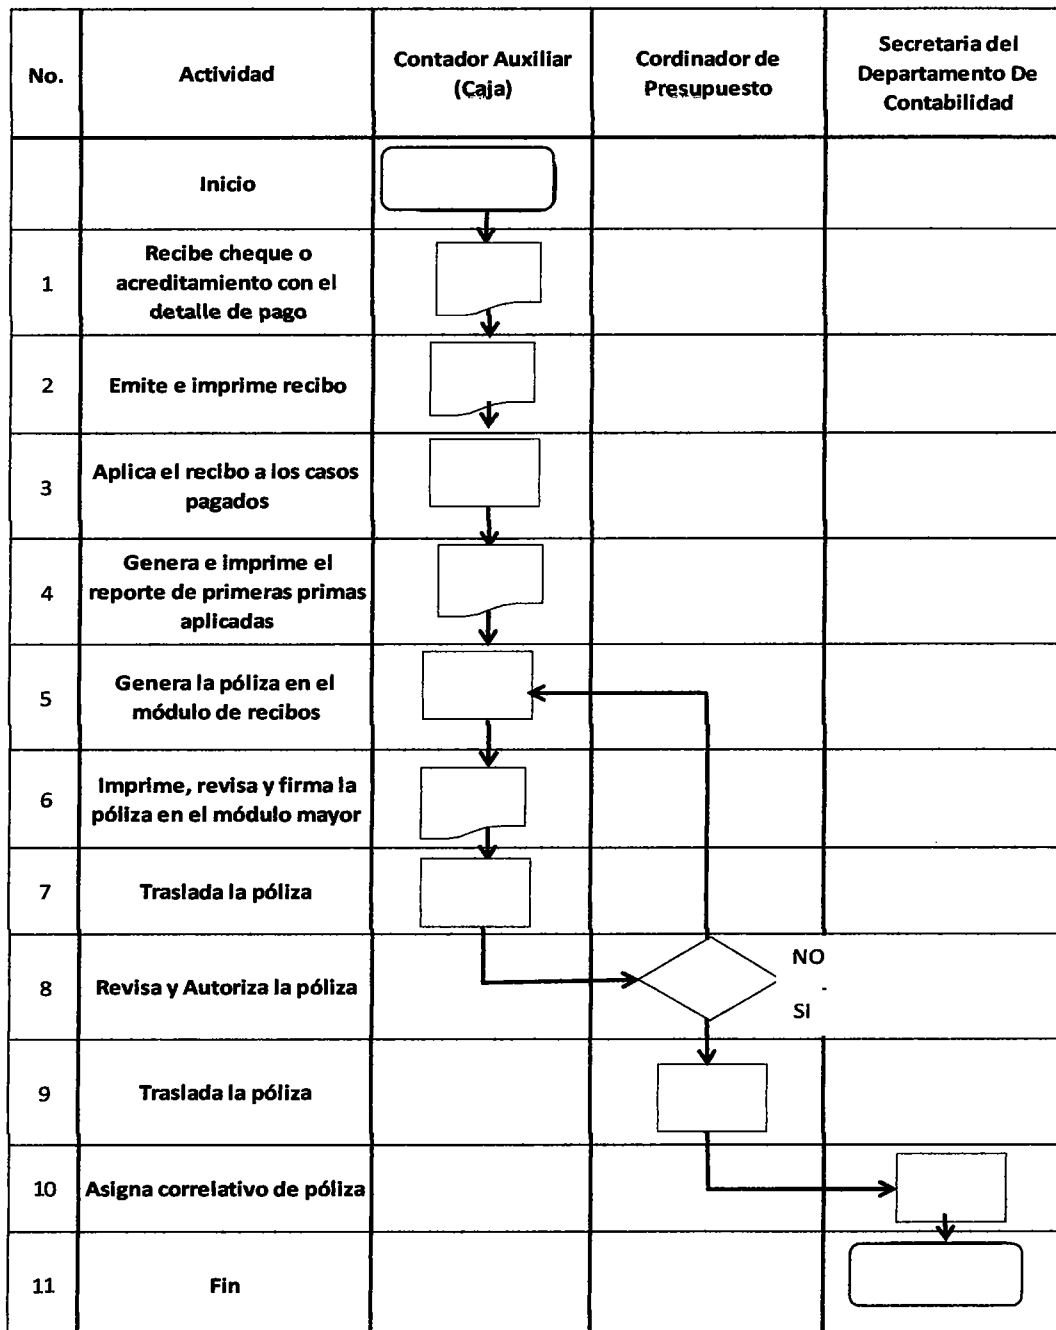 No.
Actividad
Contador Auxiliar
(Caja)
Cordinador de
Presupuesto
Secretaria del
Departamento De
Contabilidad
Inicio
1
Recibe cheque o
acreditamiento con el
detalle de pago
2
Emite e imprime recibo
3
Aplica el recibo a los casos
pagados
4
Genera e imprime el
reporte de primeras primas
aplicadas
5
Genera la póliza en el
módulo de recibos
6
Imprime, revisa y firma la
póliza en el módulo mayor
7
Traslada la póliza
8
Revisa y Autoriza la póliza
NO
SI
9
Traslada la póliza
10
Asigna correlativo de póliza
11
Fin